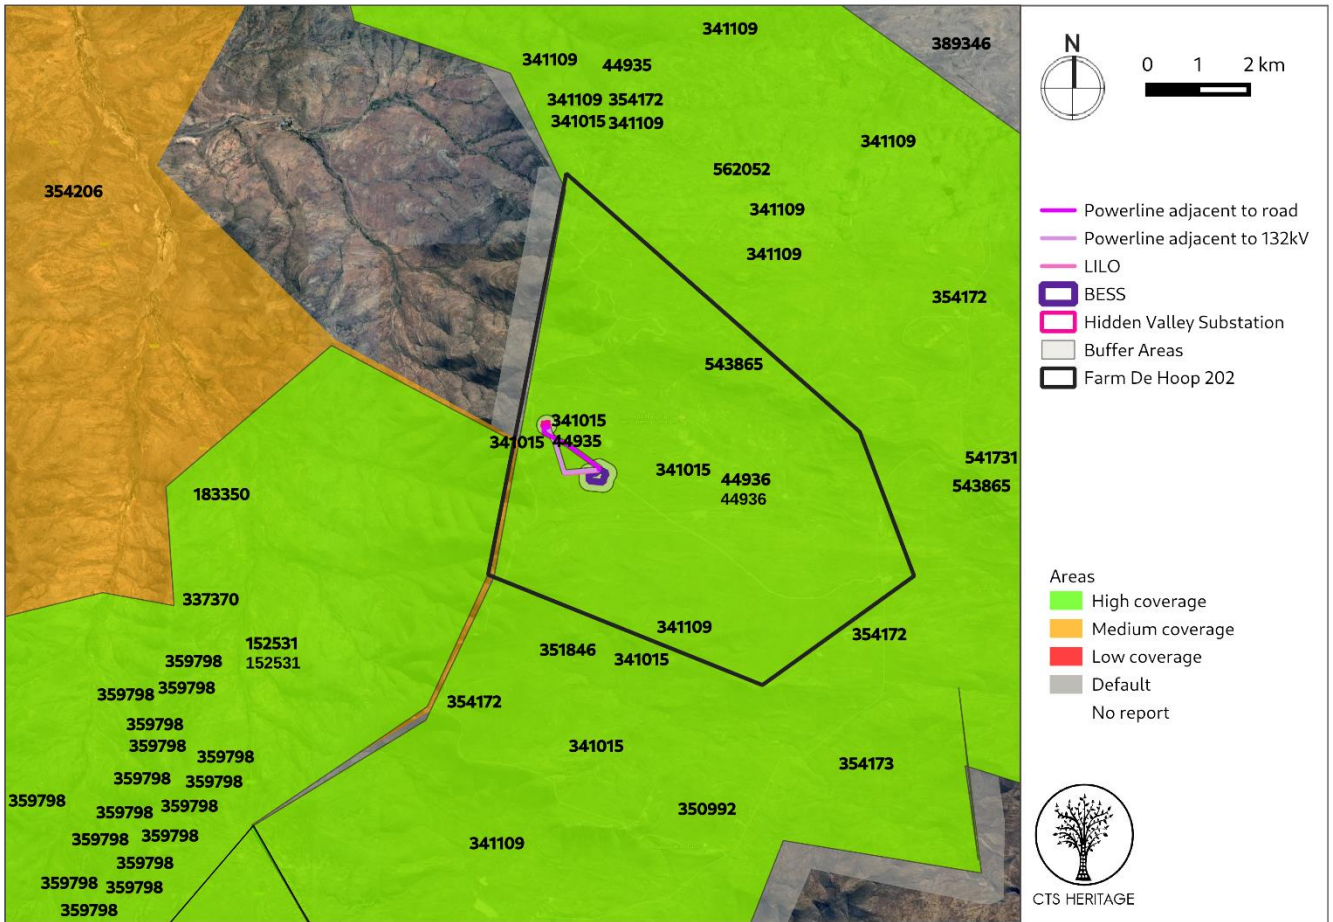 341109
389346
341109
44935
341109 354172
341015 341109
341109
562052
354206
341109
341109
354172
543865
341015
341015 44935
541731
341015
44936
543865
183350
44936
337370
341109
354172
152531
351846
341015
359798
152531
359798 359798
354172
359798
359798
341015
359798
354173
359798 359798
359798
359798 359798
350992
359798 359798
341109
359798
359798 359798
359798
N
0 1 2 km
Powerline adjacent to road
Powerline adjacent to 132kV
LILO
BESS
Hidden Valley Substation
Buffer Areas
Farm De Hoop 202
Areas
High coverage
Medium coverage
Low coverage
Default
No report
CTS HERITAGE